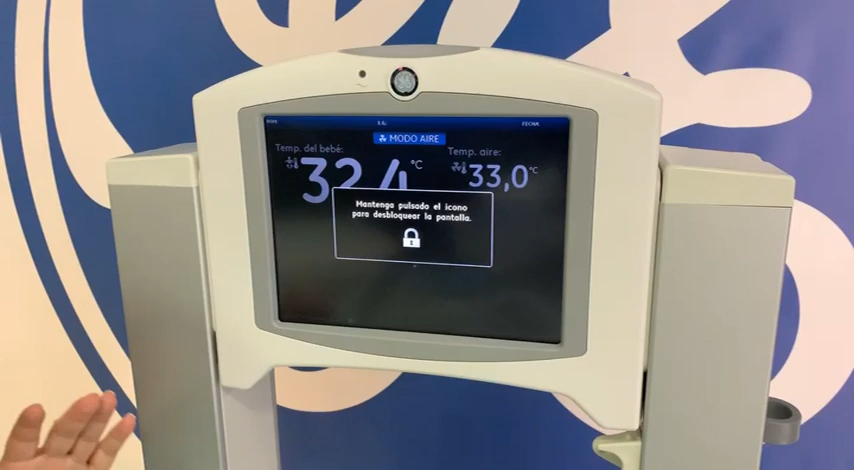 FECHA
MODO AIRE
Temp. del bebé:
Temp. aire:
°C
33,0 °C
Mantenga pulsado el icono
para desbloquear la pantalla.